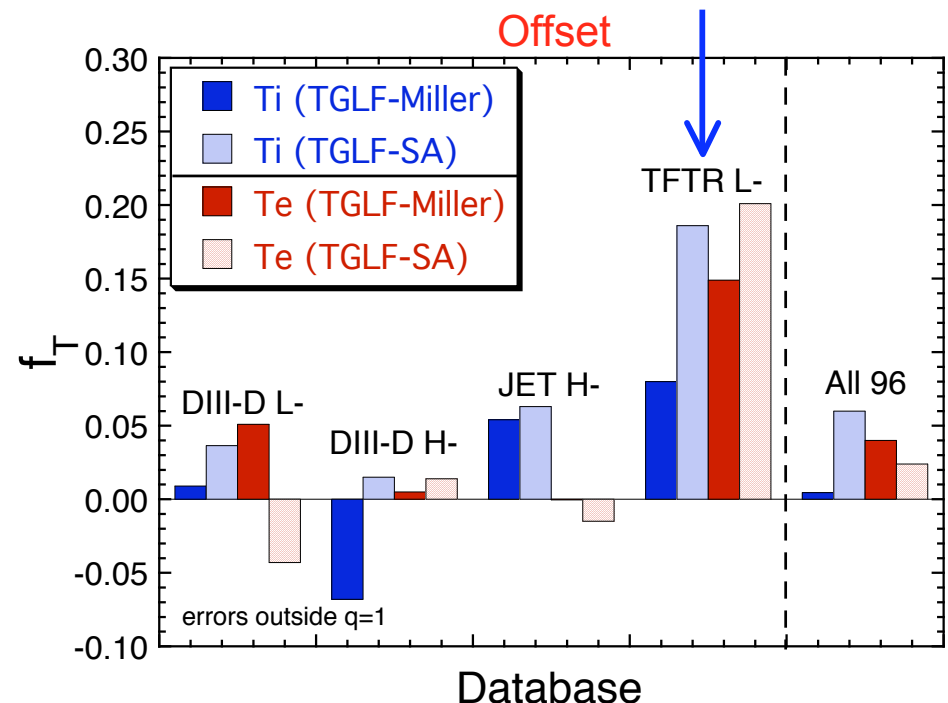 Offset
0.30
0.25
0.20
0.15
0.10
0.05
0.00
-0.05
-0.10
f_T
Ti (TGLF-Miller)
Ti (TGLF-SA)
Te (TGLF-Miller)
Te (TGLF-SA)
DIII-D L-
DIII-D H-
JET H-
TFTR L-
All 96
errors outside q=1
Database